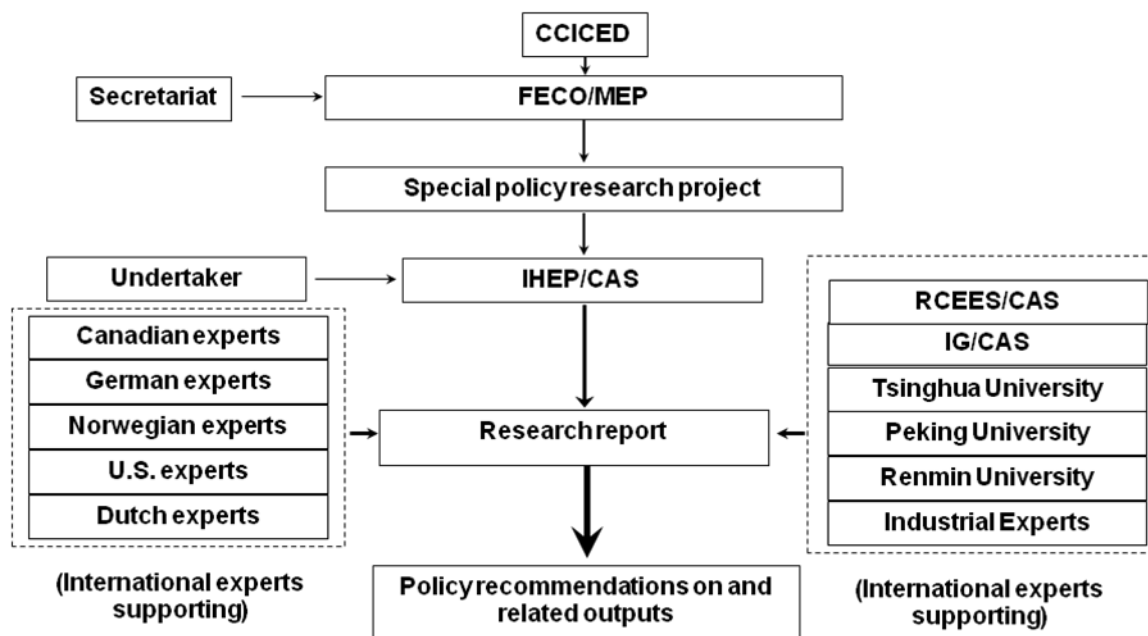 CCICED
Secretariat
FECO/MEP
Special policy research project
Undertaker
IHEP/CAS
Canadian experts
German experts
Norwegian experts
U.S. experts
Dutch experts
(International experts
supporting)
Research report
RCEES/CAS
IG/CAS
Tsinghua University
Peking University
Renmin University
Industrial Experts
(International experts
supporting)
Policy recommendations on and
related outputs